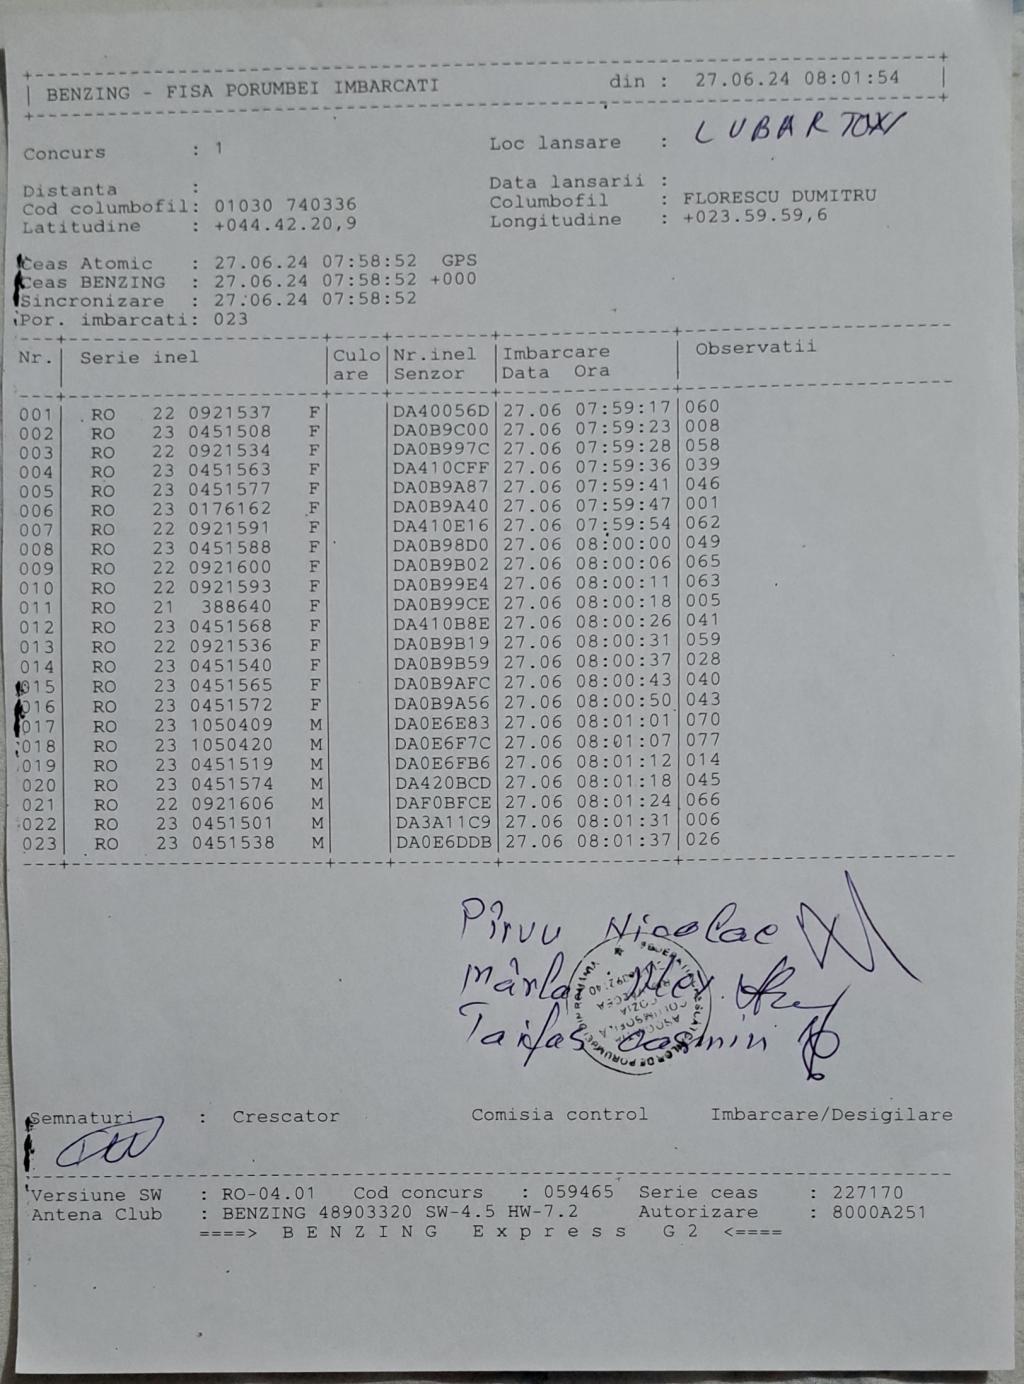 BENZING - FISA PORUMBEI IMBARCATI din : 27.06.24 08:01:54
Concurs : 1 Loc lansare : LUBARTOW
Distanta : Data lansarii :
Cod columbofil: 01030 740336 Columbofil : FLORESCU DUMITRU
Latitudine : +044.42.20,9 Longitudine : +023.59.59,6
Ceas Atomic : 27.06.24 07:58:52 GPS
Ceas BENZING : 27.06.24 07:58:52 +000
Sincronizare : 27.06.24 07:58:52
Por. imbarcati: 023
Nr. Serie inel Culo Nr.inel Imbarcare Observatii
are Senzor Data Ora
001 RO 22 0921537 F DA40056D 27.06 07:59:17 060
002 RO 23 0451508 F DA0B9C00 27.06 07:59:23 008
003 RO 22 0921534 F DA0B997C 27.06 07:59:28 058
004 RO 23 0451563 F DA410CFF 27.06 07:59:36 039
005 RO 23 0451577 F DA0B9A87 27.06 07:59:41 046
006 RO 23 0176162 F DA0B9A40 27.06 07:59:47 001
007 RO 22 0921591 F DA410E16 27.06 07:59:54 062
008 RO 23 0451588 F DA0B98D0 27.06 08:00:00 049
009 RO 22 0921600 F DA0B9B02 27.06 08:00:06 065
010 RO 22 0921593 F DA0B99E4 27.06 08:00:11 063
011 RO 21 388640 F DA0B99CE 27.06 08:00:18 005
012 RO 23 0451568 F DA410B8E 27.06 08:00:26 041
013 RO 22 0921536 F DA0B9B19 27.06 08:00:31 059
014 RO 23 0451540 F DA0B9B59 27.06 08:00:37 028
015 RO 23 0451565 F DA0B9AFC 27.06 08:00:43 040
016 RO 23 0451572 F DA0B9A56 27.06 08:00:50 043
017 RO 23 1050409 M DA0E6E83 27.06 08:01:01 070
018 RO 23 1050420 M DA0E6F7C 27.06 08:01:07 077
019 RO 23 0451519 M DA0E6FB6 27.06 08:01:12 014
020 RO 23 0451574 M DA420BCD 27.06 08:01:18 045
021 RO 22 0921606 M DAF0BFCE 27.06 08:01:24 066
022 RO 23 0451501 M DA3A11C9 27.06 08:01:31 006
023 RO 23 0451538 M DA0E6DDB 27.06 08:01:37 026
Pîrvu Nicolae
Mârla Alex
Semnaturi : Crescator Comisia control Imbarcare/Desigilare
Versiune SW : RO-04.01 Cod concurs : 059465 Serie ceas : 227170
Antena Club : BENZING 48903320 SW-4.5 HW-7.2 Autorizare : 8000A251
====> B E N Z I N G E x p r e s s G 2 <====